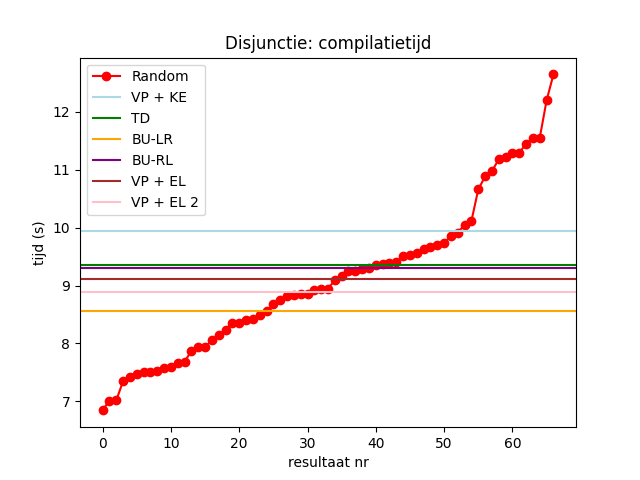 Disjunctie: compilatietijd
Random
VP + KE
TD
BU-LR
BU-RL
VP + EL
VP + EL 2
tijd (s)
12
11
10
9
8
7
0 10 20 30 40 50 60
resultaat nr